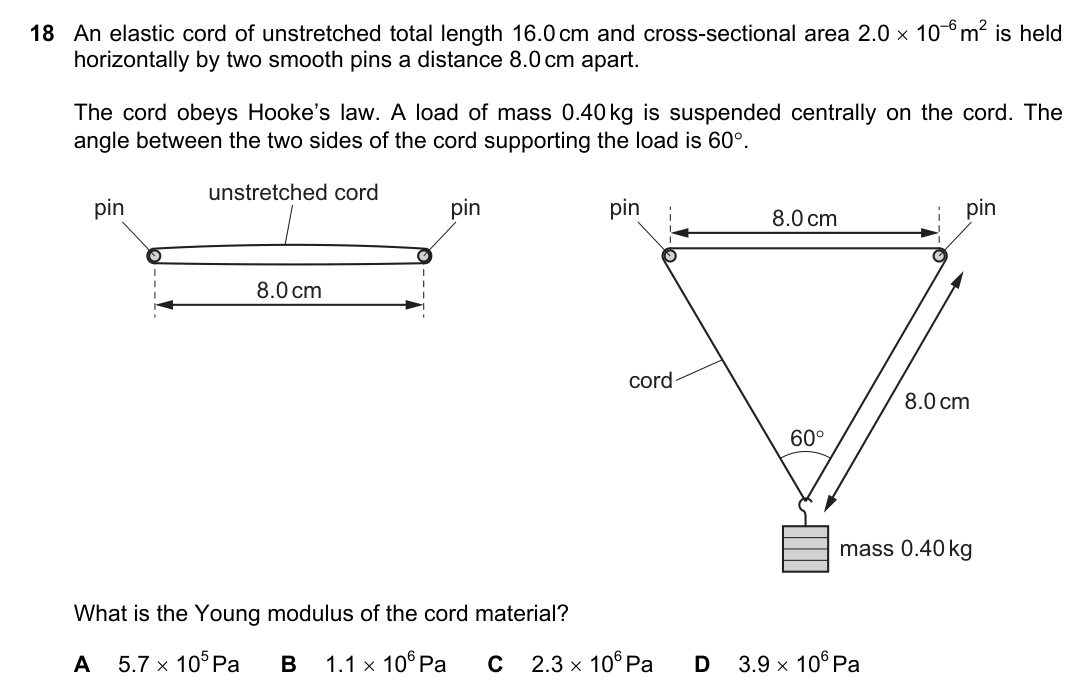 18 An elastic cord of unstretched total length 16.0 cm and cross-sectional area 2.0 × 10⁻⁶ m² is held
horizontally by two smooth pins a distance 8.0 cm apart.
The cord obeys Hooke's law. A load of mass 0.40 kg is suspended centrally on the cord. The
angle between the two sides of the cord supporting the load is 60°.
pin
unstretched cord
pin
8.0 cm
pin
8.0 cm
pin
cord
8.0 cm
60°
mass 0.40 kg
What is the Young modulus of the cord material?
A 5.7 × 10⁵ Pa B 1.1 × 10⁶ Pa C 2.3 × 10⁶ Pa D 3.9 × 10⁶ Pa